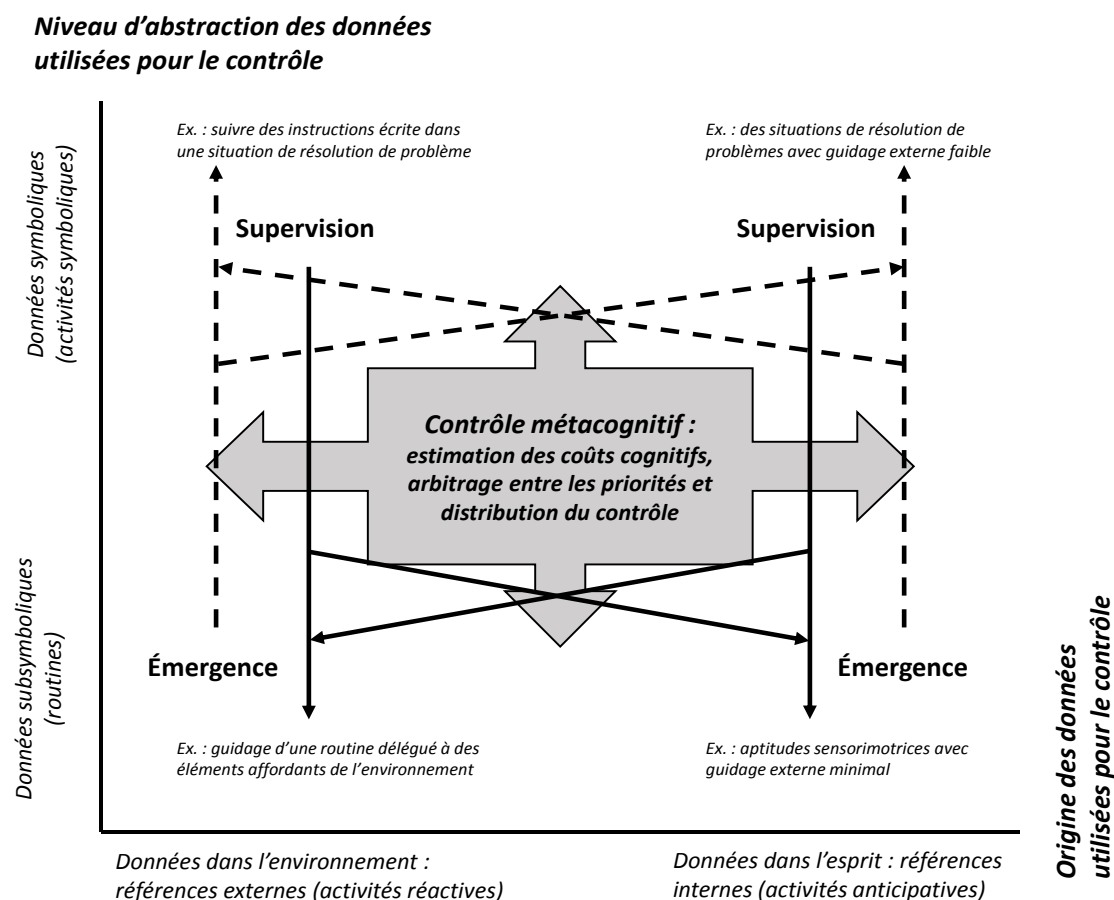 Niveau d'abstraction des données
utilisées pour le contrôle
Ex. : suivre des instructions écrite dans
une situation de résolution de problème
Ex. : des situations de résolution de
problèmes avec guidage externe faible
Données symboliques
(activités symboliques)
Supervision
Supervision
Contrôle métacognitif :
estimation des coûts cognitifs,
arbitrage entre les priorités et
distribution du contrôle
Données subsymboliques
(routines)
Émergence
Émergence
Ex. : guidage d'une routine délégué à des
éléments affordants de l'environnement
Ex. : aptitudes sensorimotrices avec
guidage externe minimal
Origine des données
utilisées pour le contrôle
Données dans l'environnement :
références externes (activités réactives)
Données dans l'esprit : références
internes (activités anticipatives)